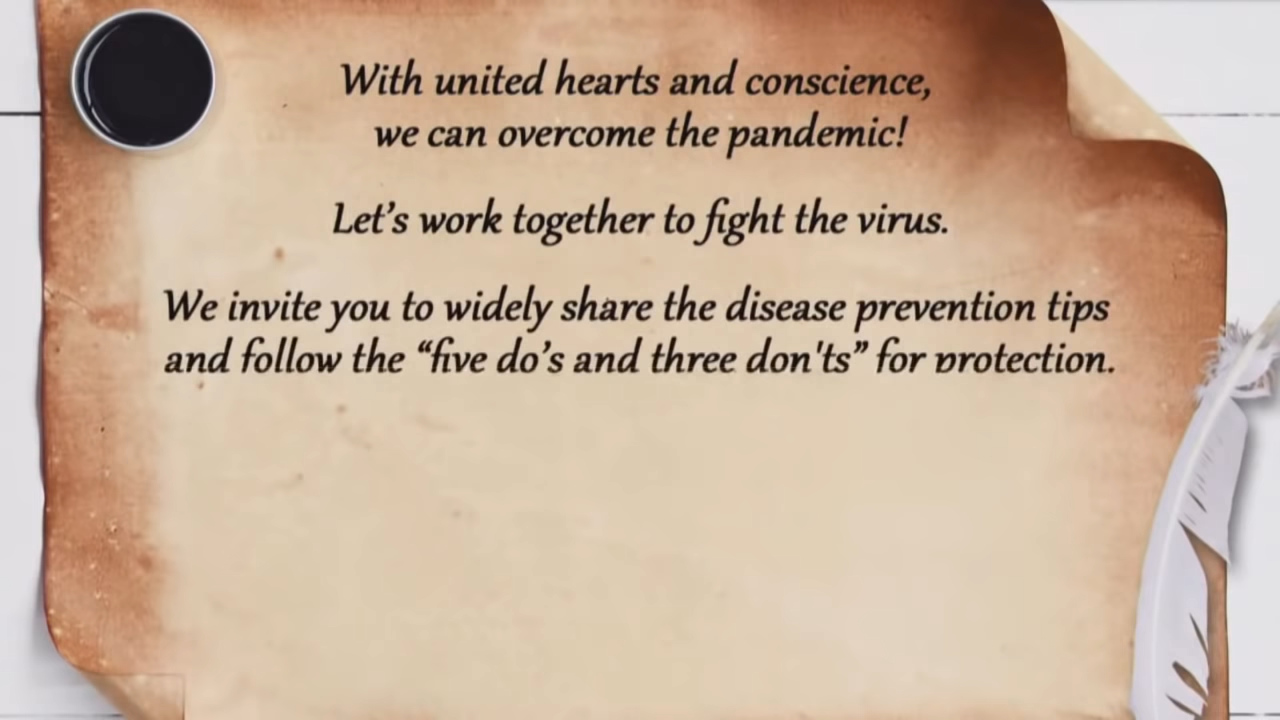 With united hearts and conscience,
we can overcome the pandemic!
Let’s work together to fight the virus.
We invite you to widely share the disease prevention tips
and follow the “five do’s and three don'ts” for protection.